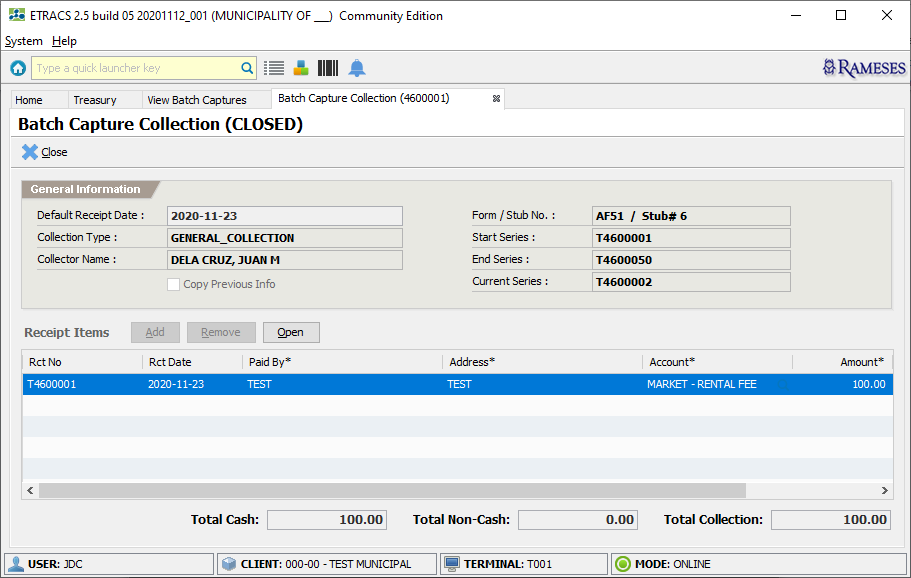 ETRACS 2.5 build 05 20201112_001 (MUNICIPALITY OF ___) Community Edition
System Help
Type a quick launcher key
RAMESES
Home Treasury View Batch Captures Batch Capture Collection (4600001)
Batch Capture Collection (CLOSED)
Close
General Information
Default Receipt Date : 2020-11-23 Form / Stub No. : AF51 / Stub# 6
Collection Type : GENERAL_COLLECTION Start Series : T4600001
Collector Name : DELA CRUZ, JUAN M End Series : T4600050
Copy Previous Info Current Series : T4600002
Receipt Items Add Remove Open
Rct No Rct Date Paid By* Address* Account* Amount*
T4600001 2020-11-23 TEST TEST MARKET - RENTAL FEE 100.00
Total Cash: 100.00 Total Non-Cash: 0.00 Total Collection: 100.00
USER: JDC CLIENT: 000-00 - TEST MUNICIPAL TERMINAL: T001 MODE: ONLINE